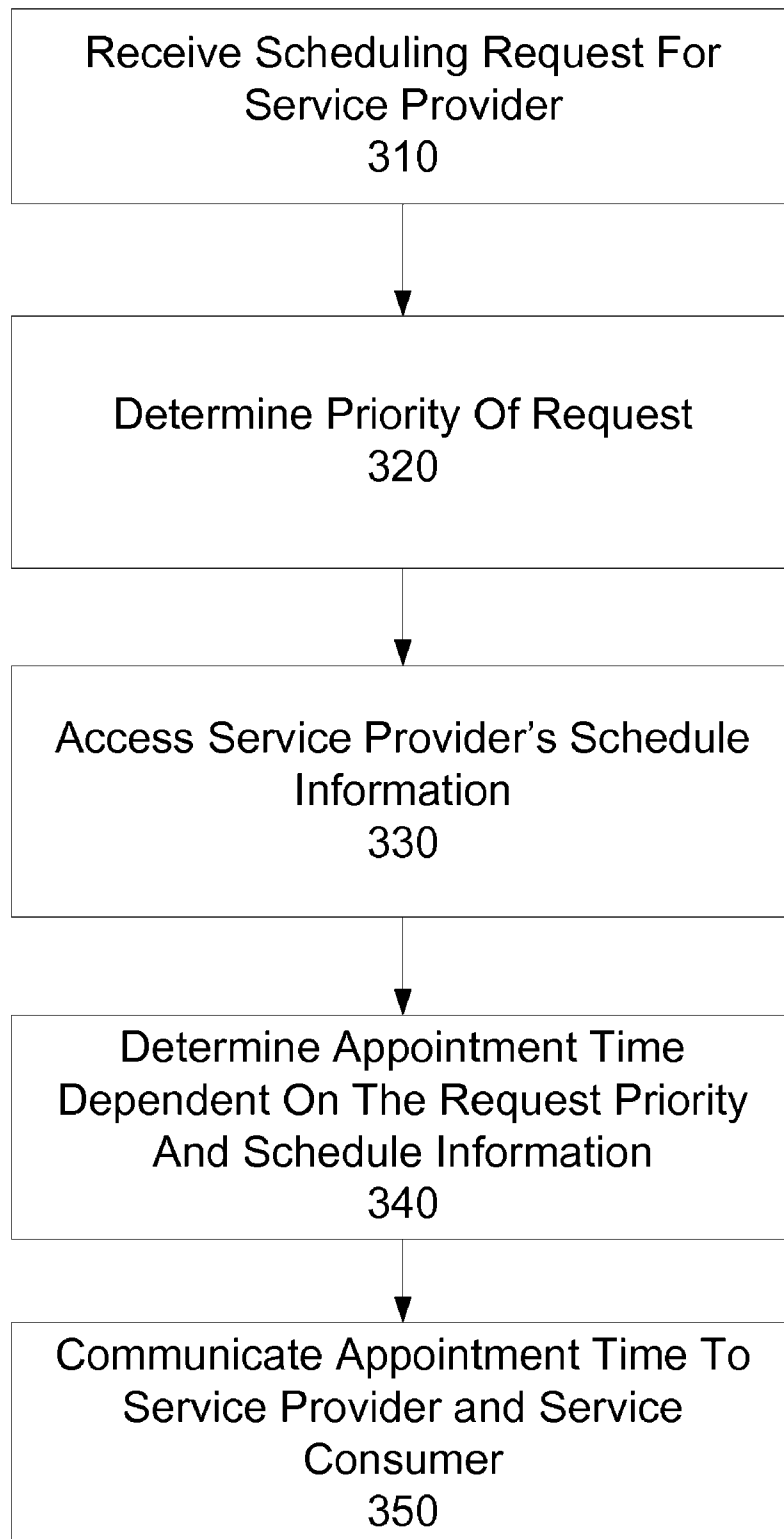 Receive Scheduling Request For
Service Provider
310
Determine Priority Of Request
320
Access Service Provider’s Schedule
Information
330
Determine Appointment Time
Dependent On The Request Priority
And Schedule Information
340
Communicate Appointment Time To
Service Provider and Service
Consumer
350